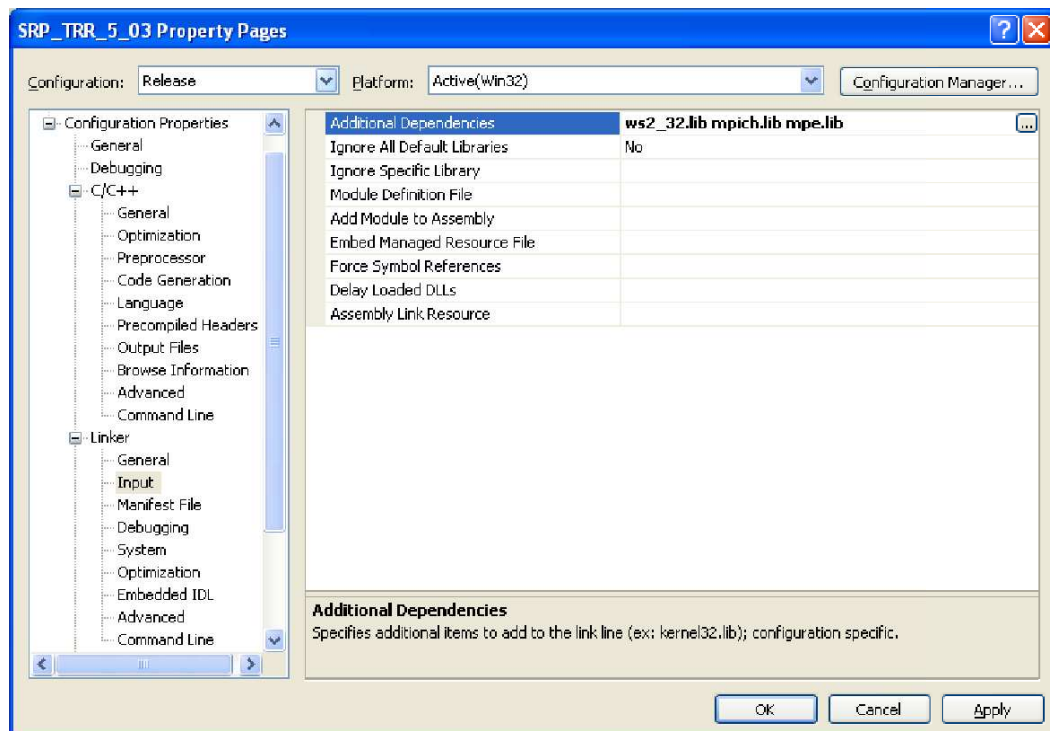 SRP_TRR_5_03 Property Pages
Configuration: Release Platform: Active(Win32) Configuration Manager...
Configuration Properties
General
Debugging
C/C++
General
Optimization
Preprocessor
Code Generation
Language
Precompiled Headers
Output Files
Browse Information
Advanced
Command Line
Linker
General
Input
Manifest File
Debugging
System
Optimization
Embedded IDL
Advanced
Command Line
Additional Dependencies ws2_32.lib mpich.lib mpe.lib ...
Ignore All Default Libraries No
Ignore Specific Library
Module Definition File
Add Module to Assembly
Embed Managed Resource File
Force Symbol References
Delay Loaded DLLs
Assembly Link Resource
Additional Dependencies
Specifies additional items to add to the link line (ex: kernel32.lib); configuration specific.
OK Cancel Apply